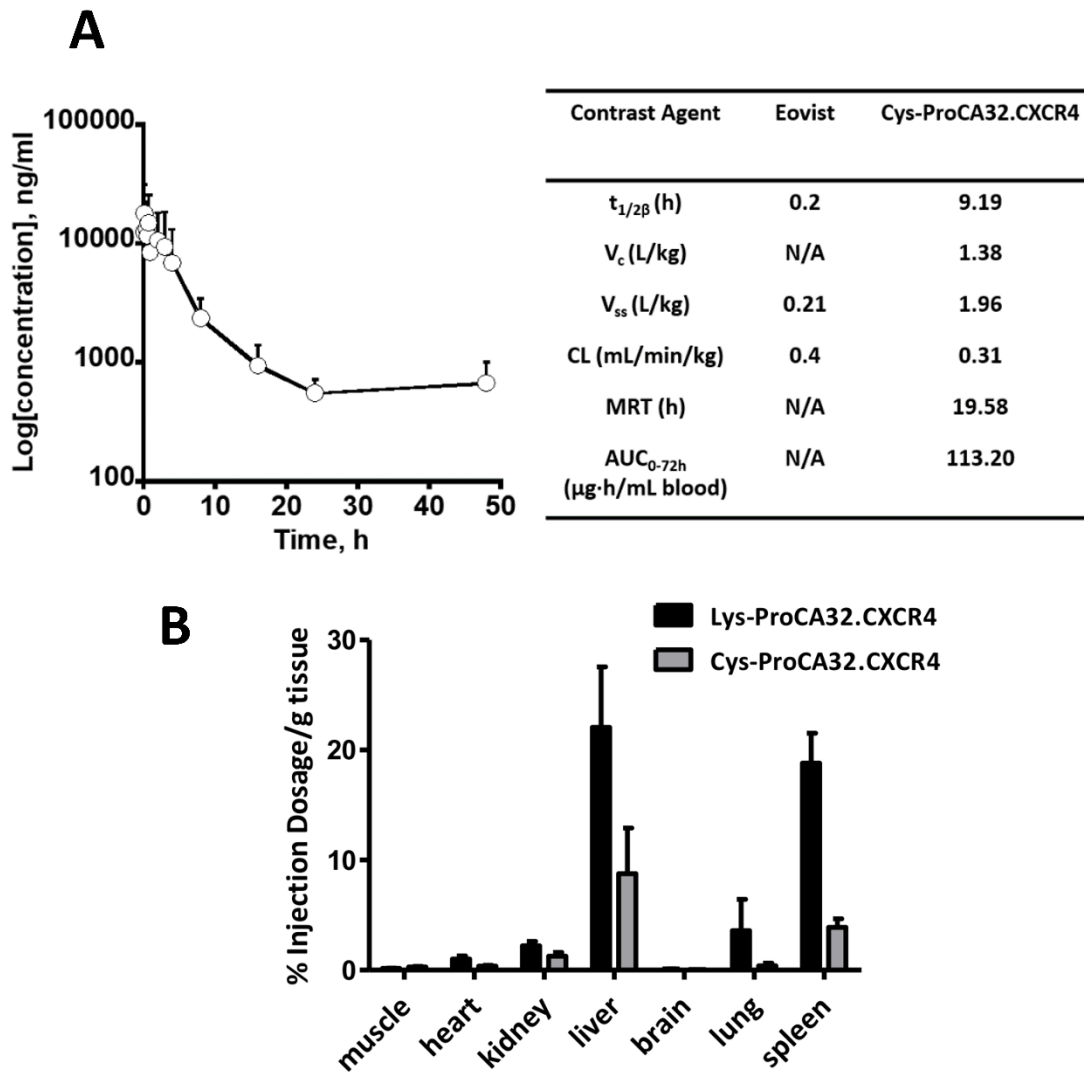 A
Log[concentration], ng/ml
100000
10000
1000
100
0 10 20 30 40 50
Time, h
Contrast Agent Eovist Cys-ProCA32.CXCR4
t1/2β (h) 0.2 9.19
Vc (L/kg) N/A 1.38
Vss (L/kg) 0.21 1.96
CL (mL/min/kg) 0.4 0.31
MRT (h) N/A 19.58
AUC0-72h N/A 113.20
(µg·h/mL blood)
B
Lys-ProCA32.CXCR4
Cys-ProCA32.CXCR4
% Injection Dosage/g tissue
30
20
10
0
muscle heart kidney liver brain lung spleen